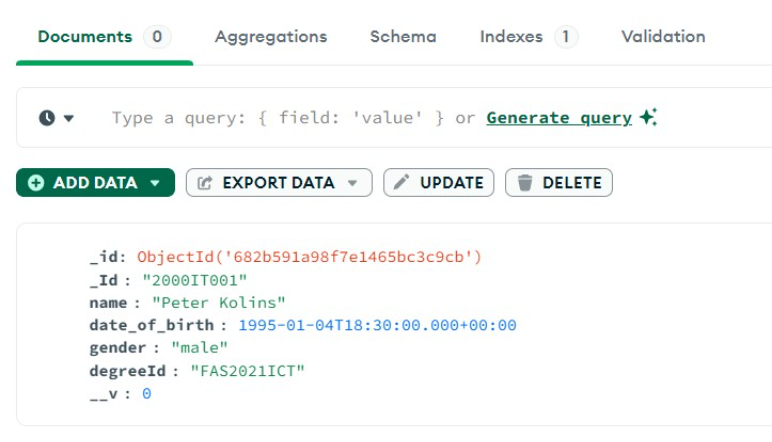 Documents 0 Aggregations Schema Indexes 1 Validation
Type a query: { field: 'value' } or Generate query
ADD DATA EXPORT DATA UPDATE DELETE
_id: ObjectId('682b591a98f7e1465bc3c9cb')
_Id : "2000IT001"
name : "Peter Kolins"
date_of_birth : 1995-01-04T18:30:00.000+00:00
gender : "male"
degreeId : "FAS2021ICT"
__v : 0